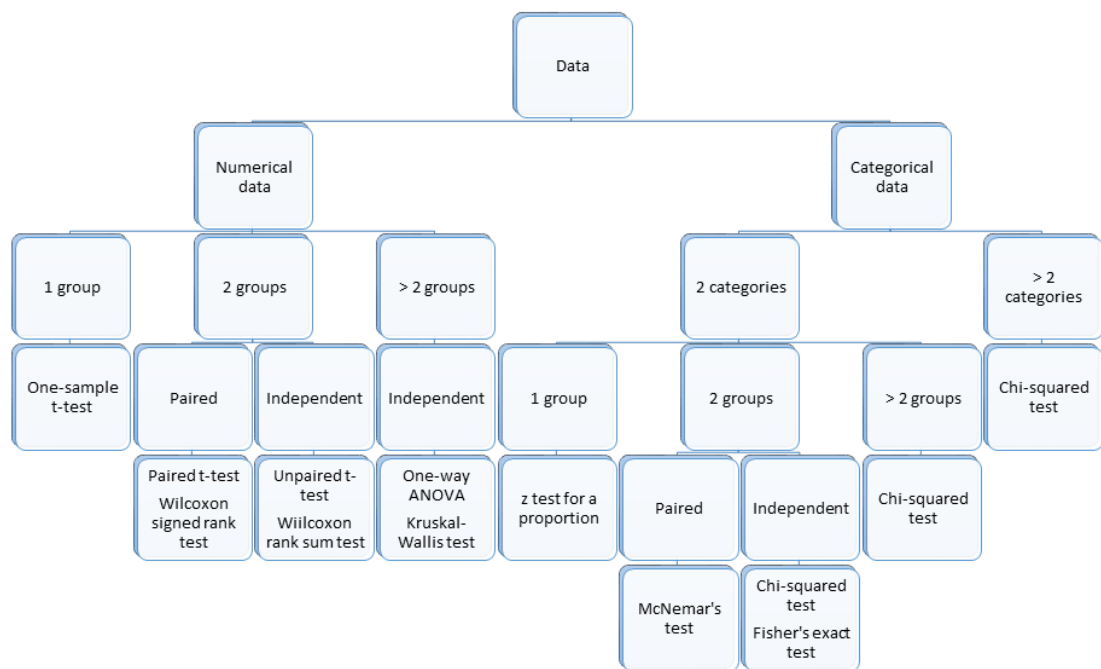 Data
Numerical
data
Categorical
data
1 group
2 groups
> 2 groups
2 categories
> 2
categories
One-sample
t-test
Paired
Independent
Independent
1 group
2 groups
> 2 groups
Chi-squared
test
Paired t-test
Wilcoxon
signed rank
test
Unpaired t-
test
Wiilcoxon
rank sum test
One-way
ANOVA
Kruskal-
Wallis test
z test for a
proportion
Paired
Independent
Chi-squared
test
McNemar's
test
Chi-squared
test
Fisher's exact
test